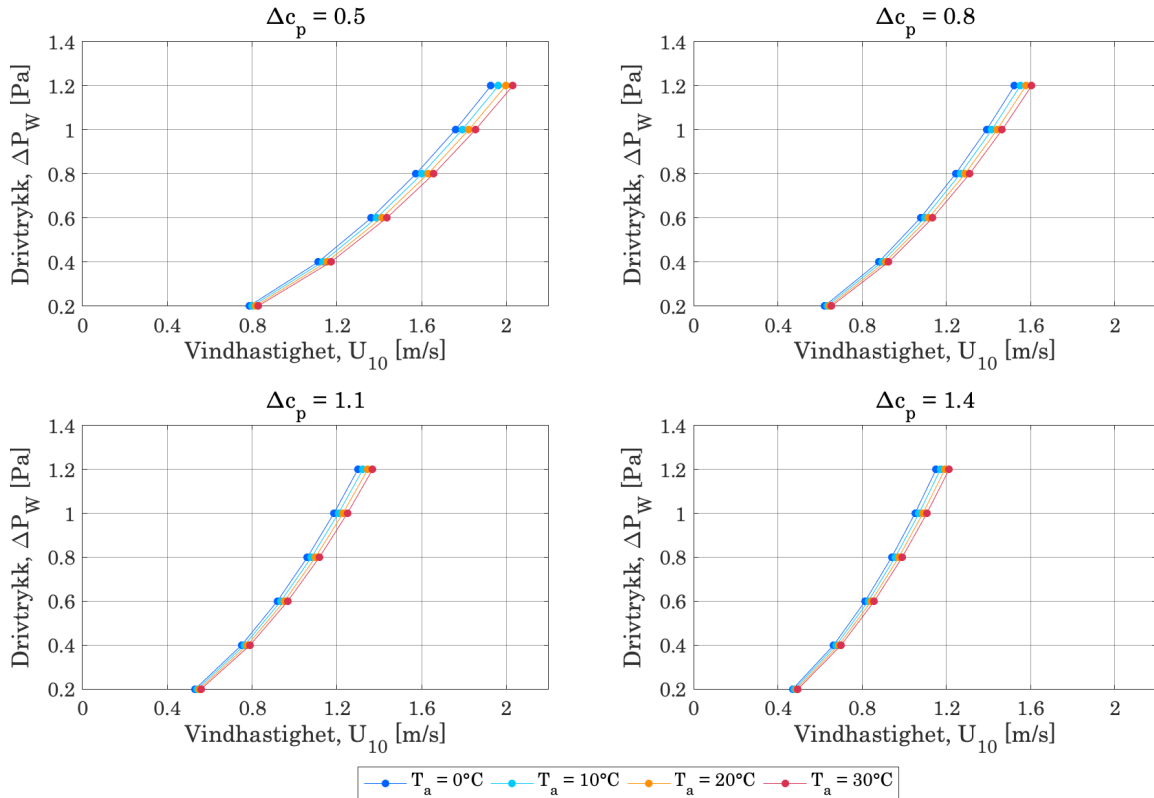 Δc_p = 0.5
1.4
1.2
1
0.8
0.6
0.4
0.2
Drivtrykk, ΔP_W [Pa]
0 0.4 0.8 1.2 1.6 2
Vindhastighet, U_10 [m/s]
Δc_p = 0.8
1.4
1.2
1
0.8
0.6
0.4
0.2
Drivtrykk, ΔP_W [Pa]
0 0.4 0.8 1.2 1.6 2
Vindhastighet, U_10 [m/s]
Δc_p = 1.1
1.4
1.2
1
0.8
0.6
0.4
0.2
Drivtrykk, ΔP_W [Pa]
0 0.4 0.8 1.2 1.6 2
Vindhastighet, U_10 [m/s]
Δc_p = 1.4
1.4
1.2
1
0.8
0.6
0.4
0.2
Drivtrykk, ΔP_W [Pa]
0 0.4 0.8 1.2 1.6 2
Vindhastighet, U_10 [m/s]
T_a = 0°C T_a = 10°C T_a = 20°C T_a = 30°C